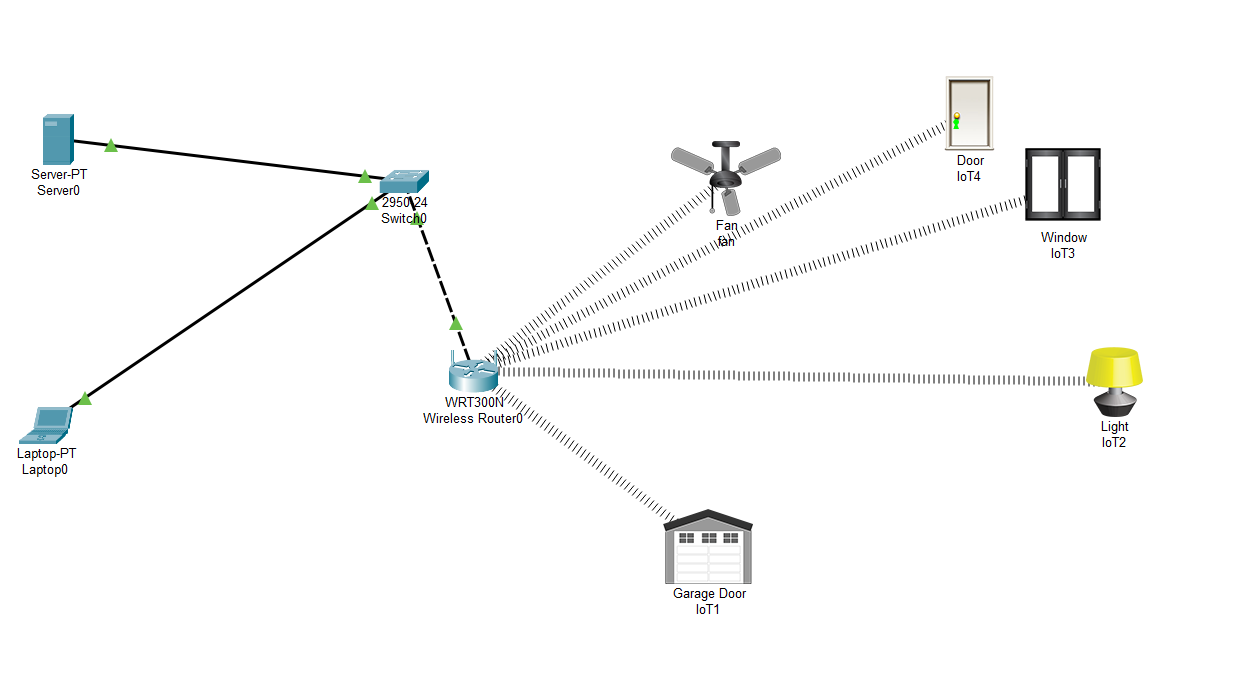 Server-PT
Server0
2950-24
Switch0
Laptop-PT
Laptop0
WRT300N
Wireless Router0
Fan
fan
Door
IoT4
Window
IoT3
Light
IoT2
Garage Door
IoT1